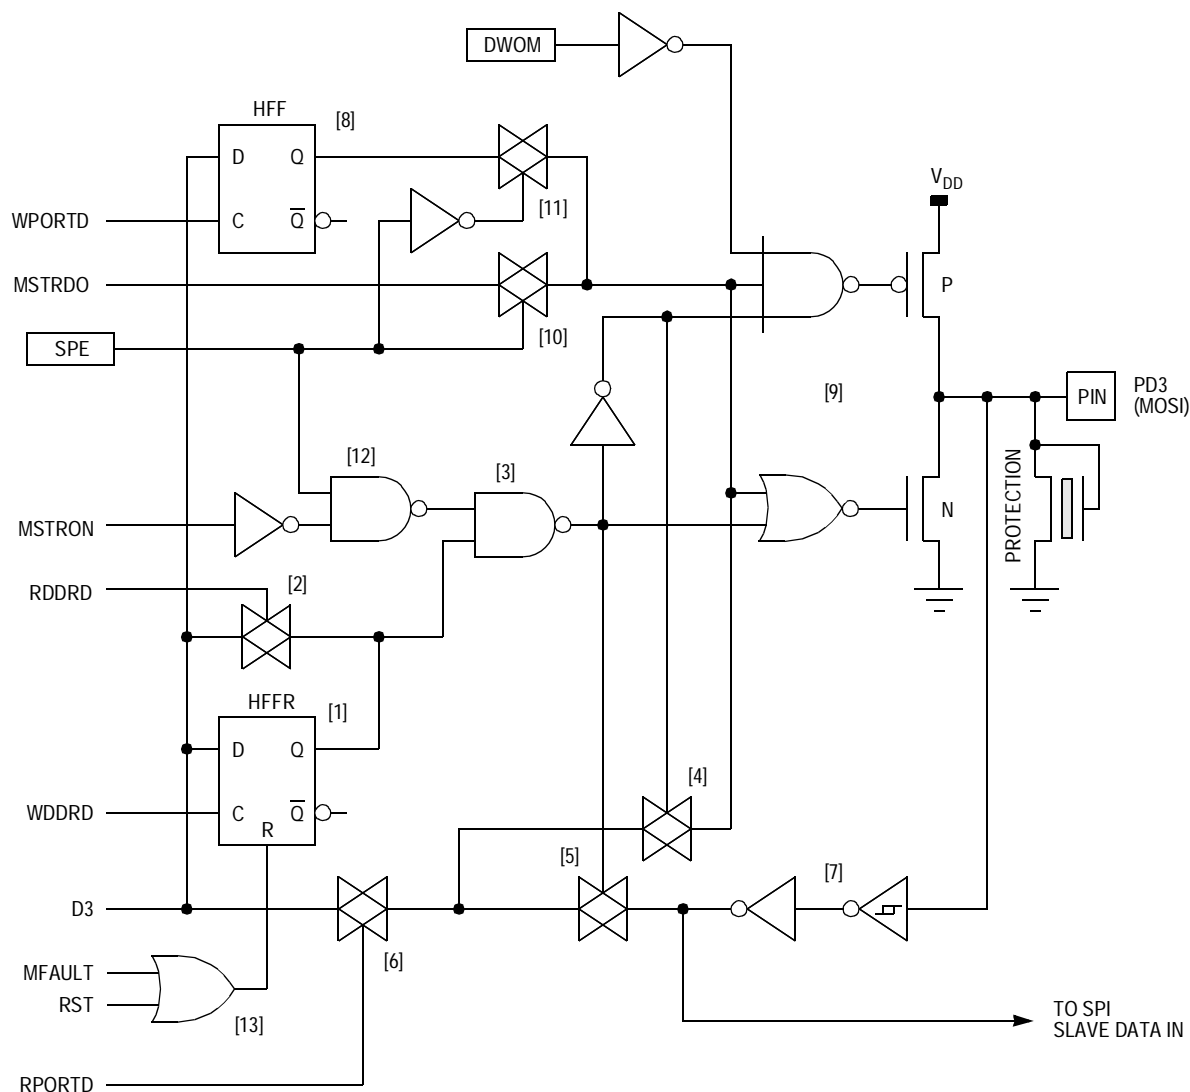 DWOM
HFF
[8]
D Q
VDD
WPORTD
C Q
[11]
MSTRDO
P
SPE
[10]
[9]
PIN
PD3
(MOSI)
[12]
[3]
PROTECTION
MSTRON
N
RDDRD
[2]
HFFR
[1]
D Q
[4]
WDDRD
C Q
R
[5]
[7]
D3
[6]
MFAULT
RST
[13]
TO SPI
SLAVE DATA IN
RPORTD